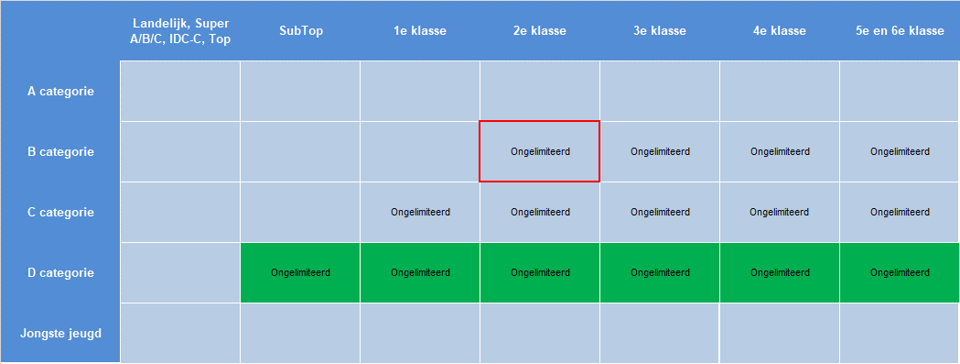 Landelijk, Super
A/B/C, IDC-C, Top
SubTop
1e klasse
2e klasse
3e klasse
4e klasse
5e en 6e klasse
A categorie
B categorie
Ongelimiteerd
Ongelimiteerd
Ongelimiteerd
Ongelimiteerd
C categorie
Ongelimiteerd
Ongelimiteerd
Ongelimiteerd
Ongelimiteerd
Ongelimiteerd
D categorie
Ongelimiteerd
Ongelimiteerd
Ongelimiteerd
Ongelimiteerd
Ongelimiteerd
Ongelimiteerd
Jongste jeugd